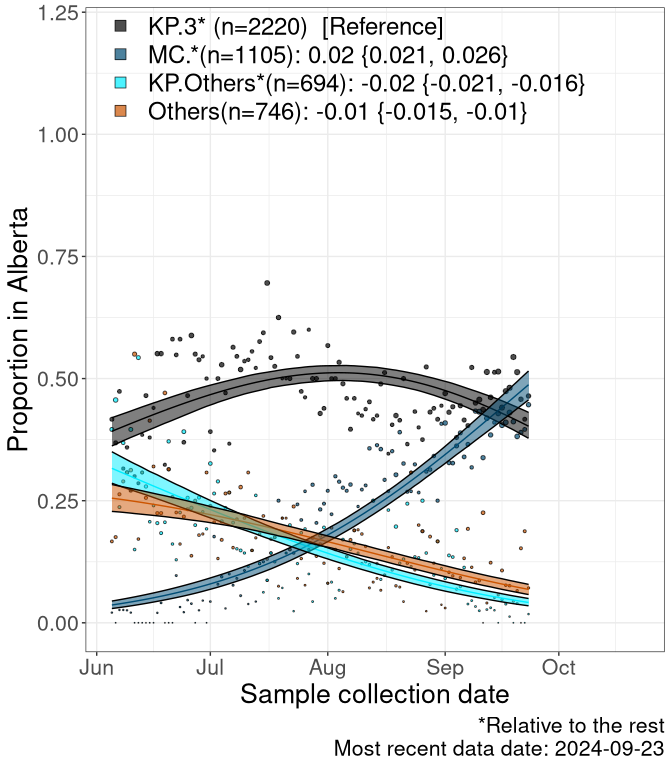 KP.3* (n=2220)  [Reference]
MC.*(n=1105): 0.02 {0.021, 0.026}
KP.Others*(n=694): -0.02 {-0.021, -0.016}
Others(n=746): -0.01 {-0.015, -0.01}
1.25
1.00
0.75
0.50
0.25
0.00
Proportion in Alberta
Jun
Jul
Aug
Sep
Oct
Sample collection date
*Relative to the rest
Most recent data date: 2024-09-23